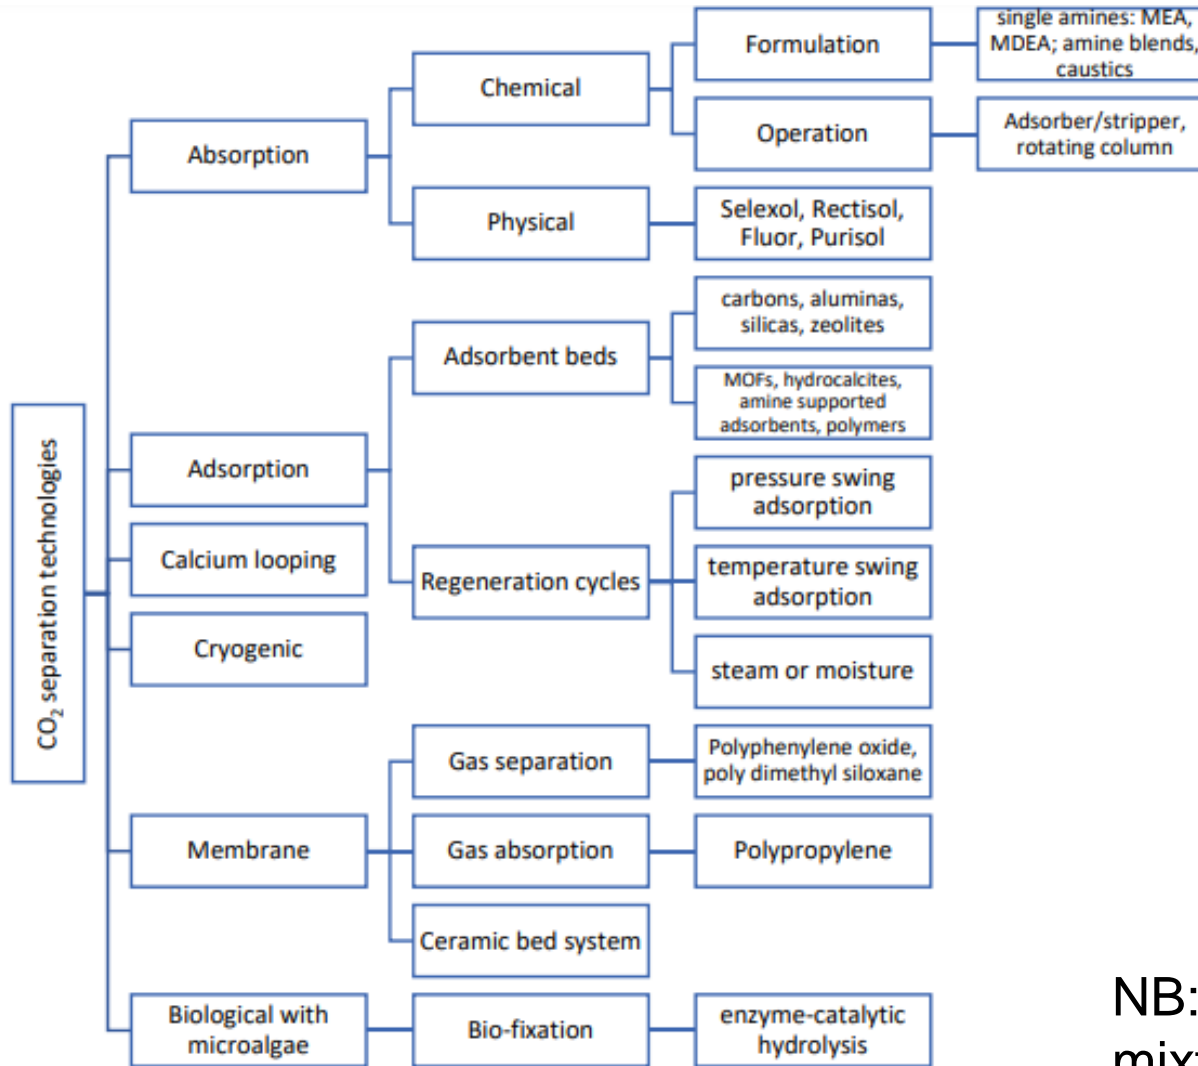 CO₂ separation technologies
Absorption
Chemical
Formulation
single amines: MEA,
MDEA; amine blends,
caustics
Operation
Adsorber/stripper,
rotating column
Physical
Selexol, Rectisol,
Fluor, Purisol
Adsorption
Adsorbent beds
carbons, aluminas,
silicas, zeolites
MOFs, hydrocalcites,
amine supported
adsorbents, polymers
Regeneration cycles
pressure swing
adsorption
temperature swing
adsorption
steam or moisture
Calcium looping
Cryogenic
Membrane
Gas separation
Polyphenylene oxide,
poly dimethyl siloxane
Gas absorption
Polypropylene
Ceramic bed system
Biological with
microalgae
Bio-fixation
enzyme-catalytic
hydrolysis
NB: